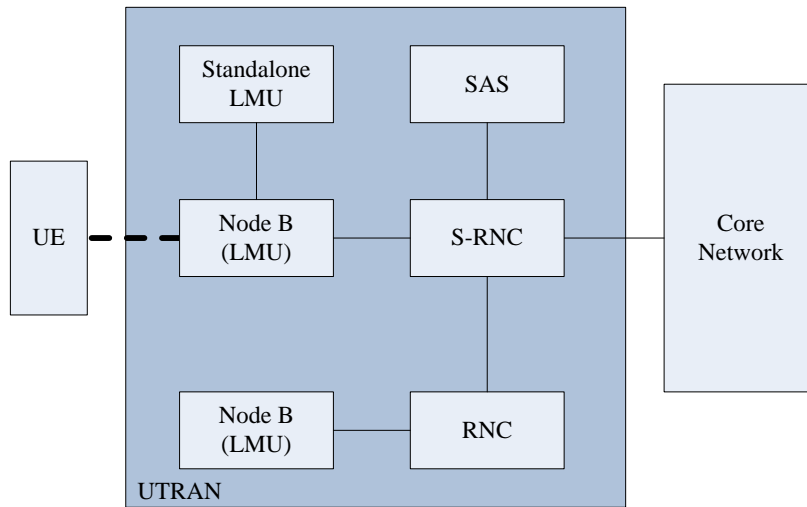 Standalone
LMU
SAS
UE
Node B
(LMU)
S-RNC
Core
Network
Node B
(LMU)
RNC
UTRAN